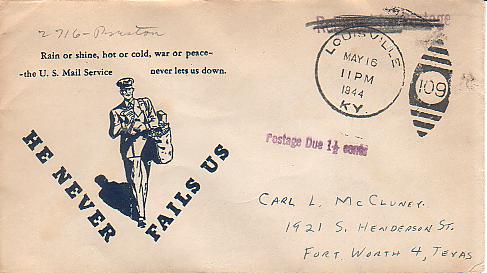 2716-Preston
Rain or shine, hot or cold, war or peace-
-the U. S. Mail Service never lets us down.
HE NEVER FAILS US
LOUISVILLE
MAY 16
11 PM
1944
KY.
109
Postage Due 1½ cents
CARL L. MCCLUNEY.
1921 S. HENDERSON ST.
FORT WORTH 4, TEXAS